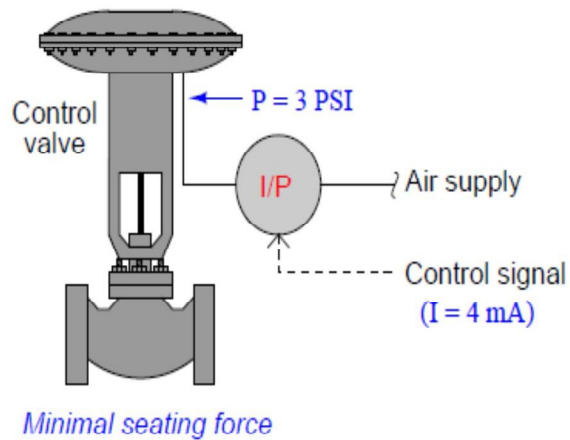 Control
valve
P = 3 PSI
I/P
Air supply
Control signal
(I = 4 mA)
Minimal seating force